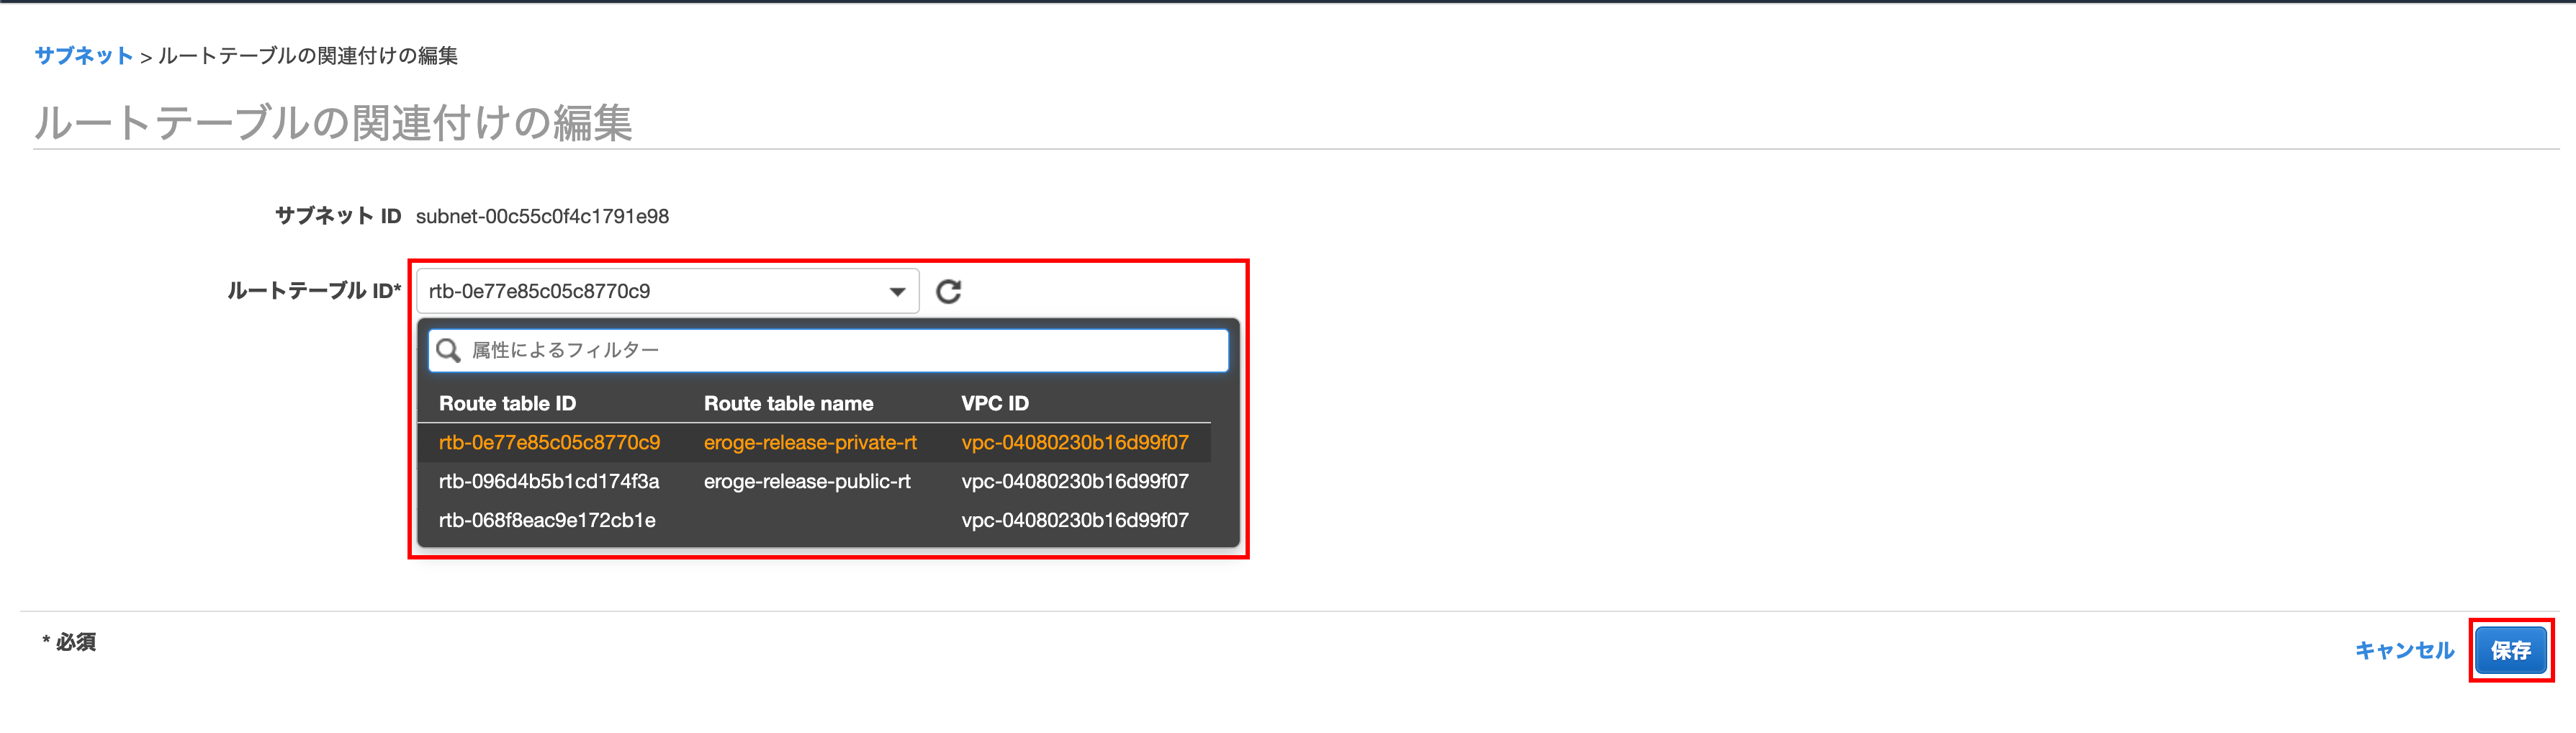 サブネット > ルートテーブルの関連付けの編集
ルートテーブルの関連付けの編集
サブネット ID subnet-00c55c0f4c1791e98
ルートテーブル ID* rtb-0e77e85c05c8770c9
属性によるフィルター
Route table ID Route table name VPC ID
rtb-0e77e85c05c8770c9 eroge-release-private-rt vpc-04080230b16d99f07
rtb-096d4b5b1cd174f3a eroge-release-public-rt vpc-04080230b16d99f07
rtb-068f8eac9e172cb1e vpc-04080230b16d99f07
* 必須
キャンセル 保存